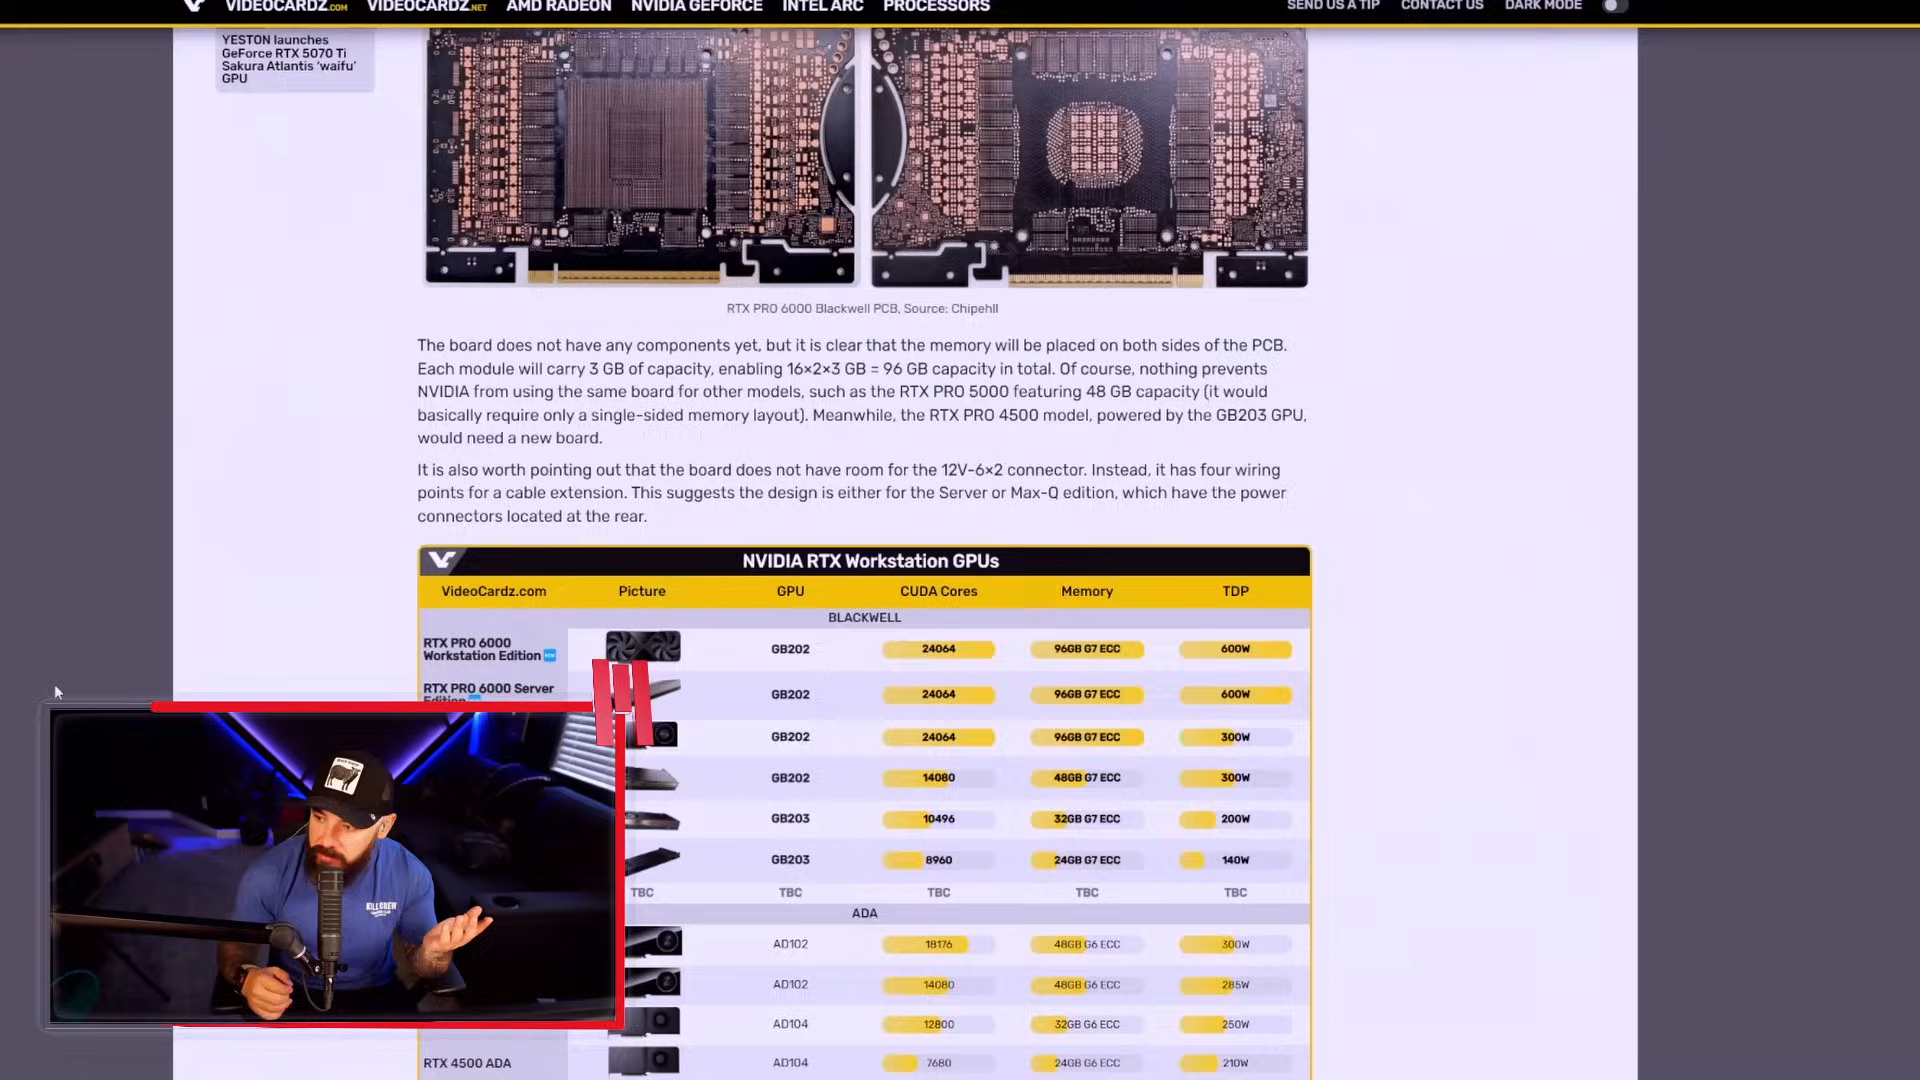 VIDEOCARDZ.COM VIDEOCARDZ.NET AMD RADEON NVIDIA GEFORCE INTEL ARC PROCESSORS SEND US A TIP CONTACT US DARK MODE
YESTON launches
GeForce RTX 5070 Ti
Sakura Atlantis ‘waifu’
GPU
RTX PRO 6000 Blackwell PCB, Source: Chipehll
The board does not have any components yet, but it is clear that the memory will be placed on both sides of the PCB.
Each module will carry 3 GB of capacity, enabling 16×2×3 GB = 96 GB capacity in total. Of course, nothing prevents
NVIDIA from using the same board for other models, such as the RTX PRO 5000 featuring 48 GB capacity (it would
basically require only a single-sided memory layout). Meanwhile, the RTX PRO 4500 model, powered by the GB203 GPU,
would need a new board.
It is also worth pointing out that the board does not have room for the 12V-6×2 connector. Instead, it has four wiring
points for a cable extension. This suggests the design is either for the Server or Max-Q edition, which have the power
connectors located at the rear.
NVIDIA RTX Workstation GPUs
VideoCardz.com Picture GPU CUDA Cores Memory TDP
BLACKWELL
RTX PRO 6000
Workstation Edition GB202 24064 96GB G7 ECC 600W
RTX PRO 6000 Server
Edition GB202 24064 96GB G7 ECC 600W
GB202 24064 96GB G7 ECC 300W
GB202 14080 48GB G7 ECC 300W
GB203 10496 32GB G7 ECC 200W
GB203 8960 24GB G7 ECC 140W
TBC TBC TBC TBC TBC
ADA
AD102 18176 48GB G6 ECC 300W
AD102 14080 48GB G6 ECC 285W
AD104 12800 32GB G6 ECC 250W
RTX 4500 ADA AD104 7680 24GB G6 ECC 210W
KILL CREW